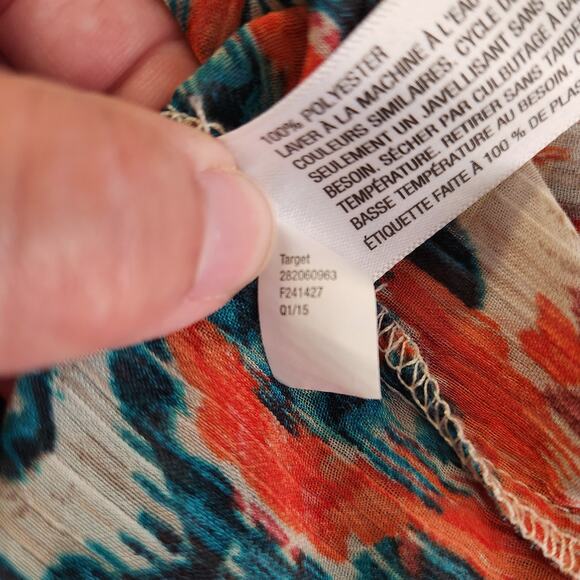 100% POLYESTER
LAVER À LA MACHINE À L'EAU
COULEURS SIMILAIRES. CYCLE
SEULEMENT UN JAVELLISANT SANS
BESOIN. SÉCHER PAR CULBUTAGE À
TEMPÉRATURE. RETIRER SANS TARDER
BASSE TEMPÉRATURE AU BESOIN.
ÉTIQUETTE FAITE À 100 % DE
Target
282060963
F241427
Q1/15